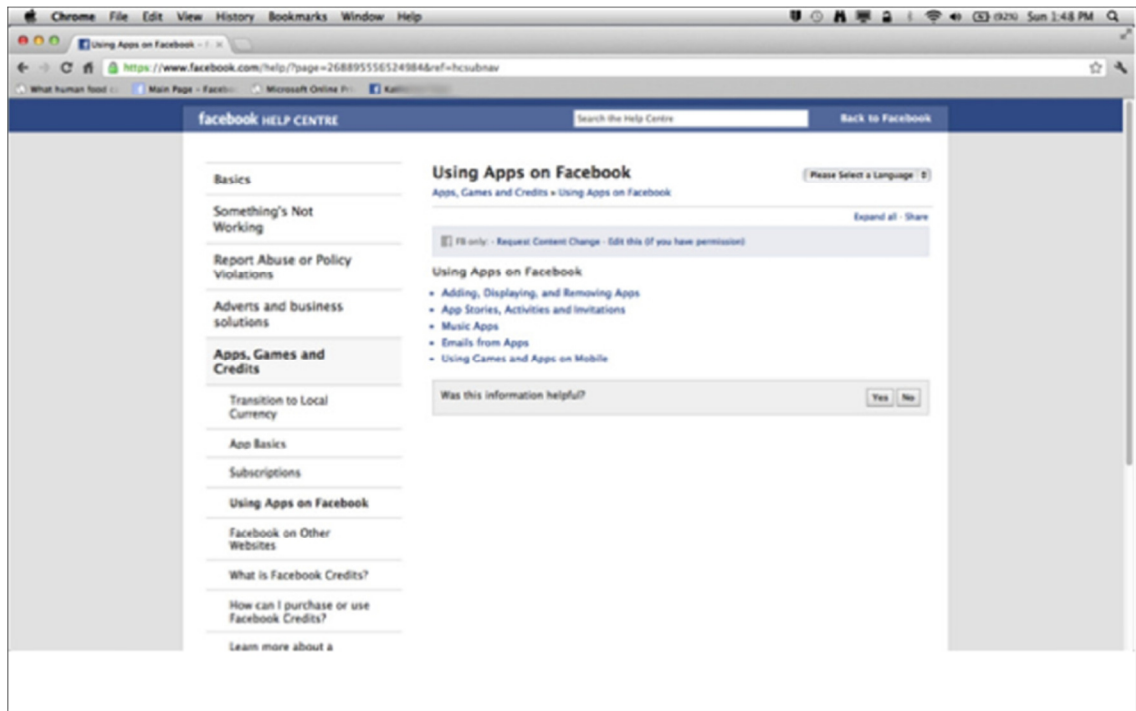 Chrome File Edit View History Bookmarks Window Help
(92%) Sun 1:48 PM
Using Apps on Facebook - F
https://www.facebook.com/help/?page=268895556524984&ref=hcsubnav
What human food
Main Page - Facebo
Microsoft Online Pri
facebook HELP CENTRE
Search the Help Centre
Back to Facebook
Basics
Something's Not
Working
Report Abuse or Policy
Violations
Adverts and business
solutions
Apps, Games and
Credits
Transition to Local
Currency
App Basics
Subscriptions
Using Apps on Facebook
Facebook on Other
Websites
What is Facebook Credits?
How can I purchase or use
Facebook Credits?
Learn more about a
Using Apps on Facebook
Please Select a Language
Apps, Games and Credits » Using Apps on Facebook
Expand all · Share
FB only: · Request Content Change · Edit this (if you have permission)
Using Apps on Facebook
Adding, Displaying, and Removing Apps
App Stories, Activities and Invitations
Music Apps
Emails from Apps
Using Games and Apps on Mobile
Was this information helpful?
Yes No